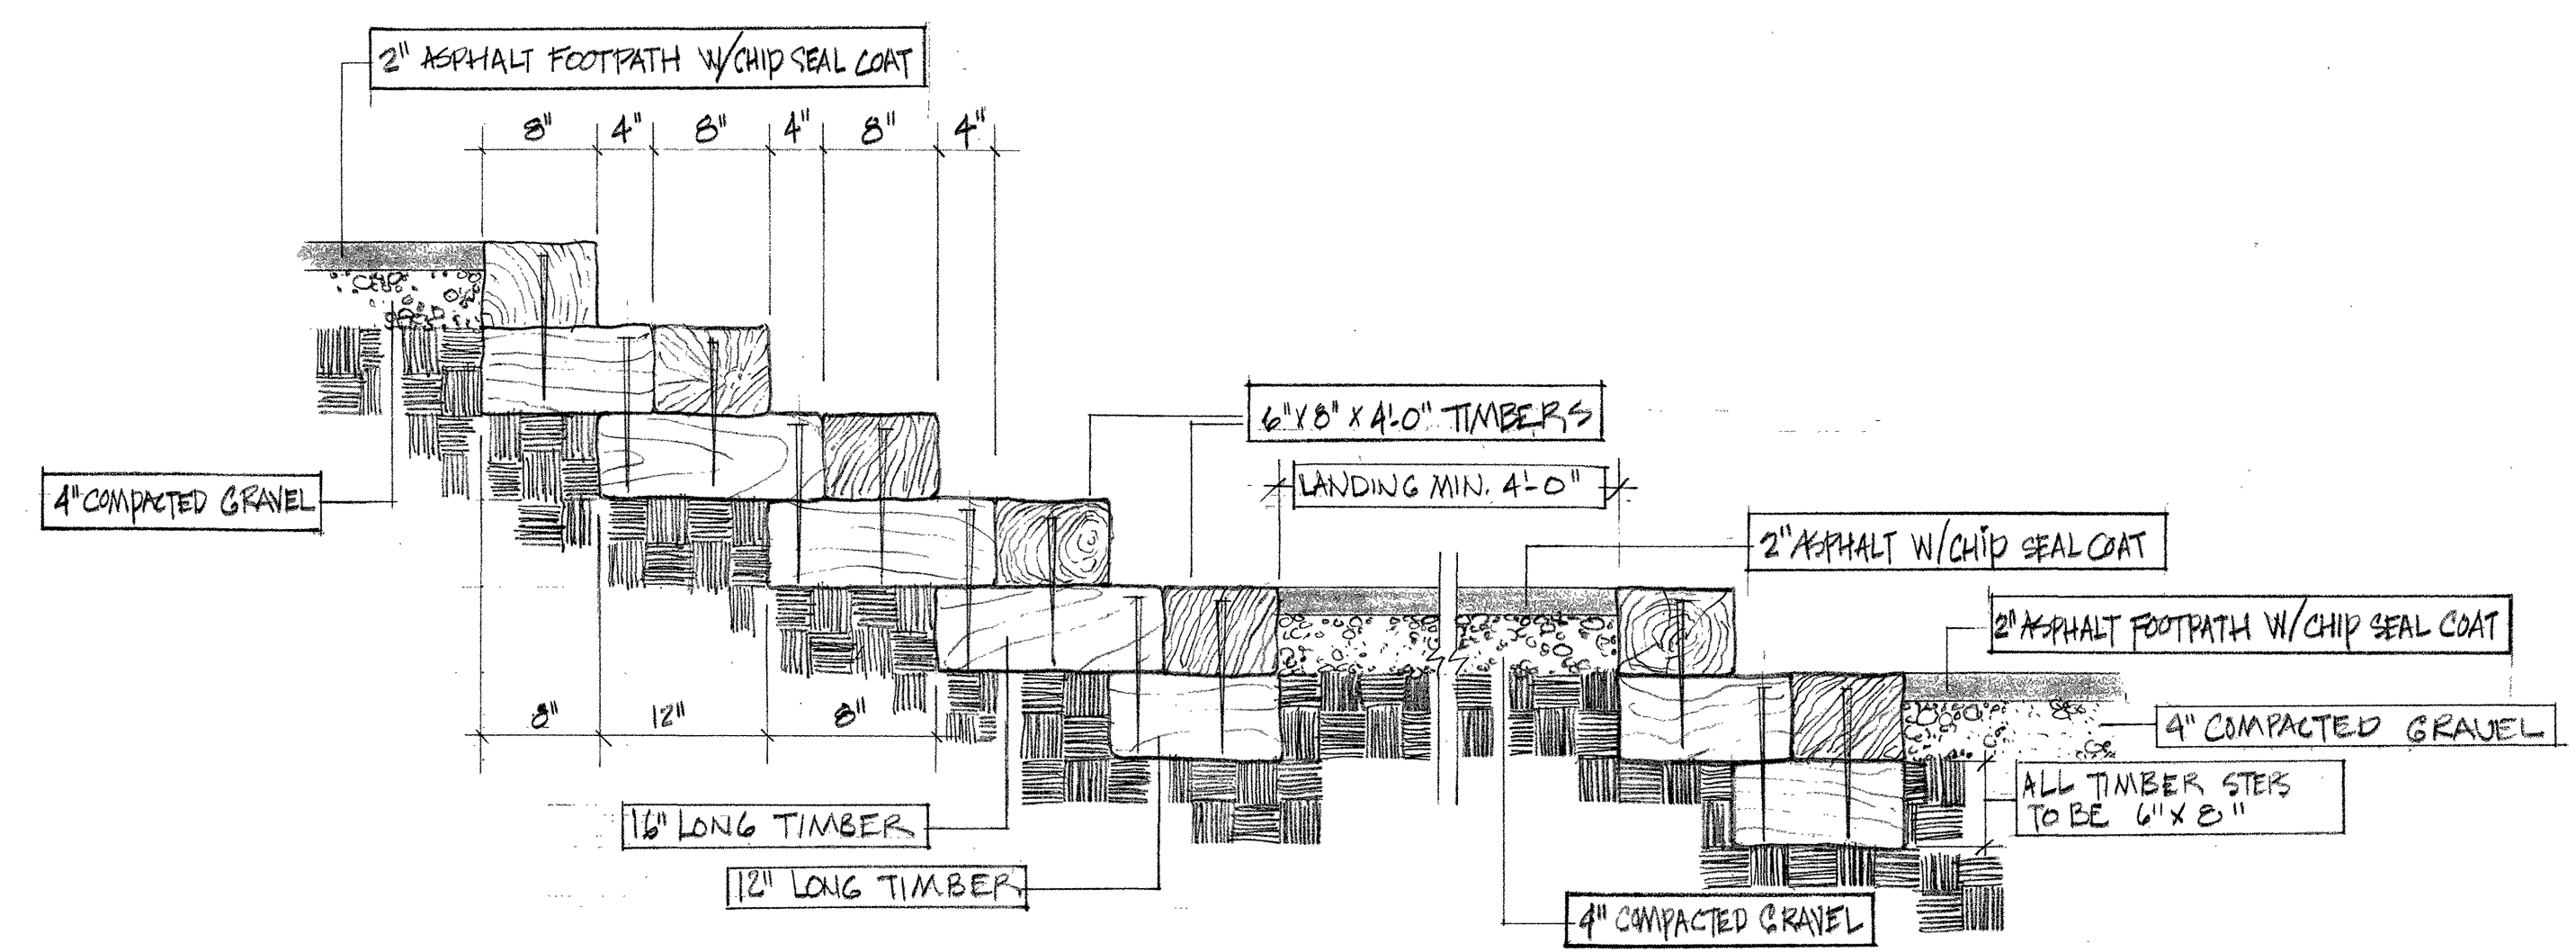 2" ASPHALT FOOTPATH W/CHIP SEAL COAT
8" 4" 8" 4" 8" 4"
6"X8" X 4'-0" TIMBERS
LANDING MIN. 4'-0"
4" COMPACTED GRAVEL
2" ASPHALT W/CHIP SEAL COAT
2" ASPHALT FOOTPATH W/CHIP SEAL COAT
8" 12" 8"
4" COMPACTED GRAVEL
ALL TIMBER STEPS
TO BE 6" X 8"
16" LONG TIMBER
12" LONG TIMBER
4" COMPACTED GRAVEL